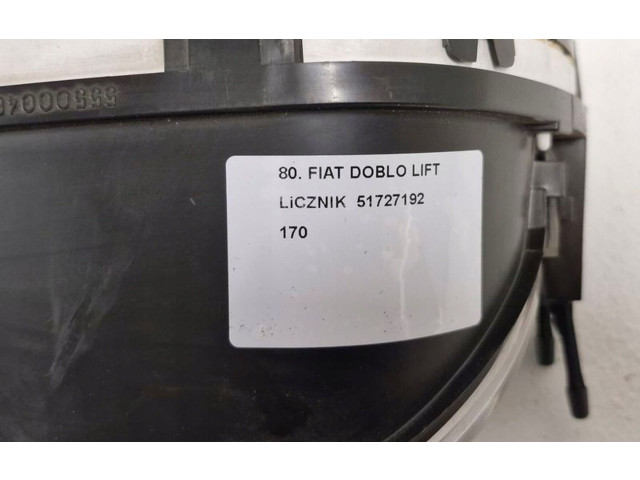 80. FIAT DOBLO LIFT
LiCZNIK 51727192
170